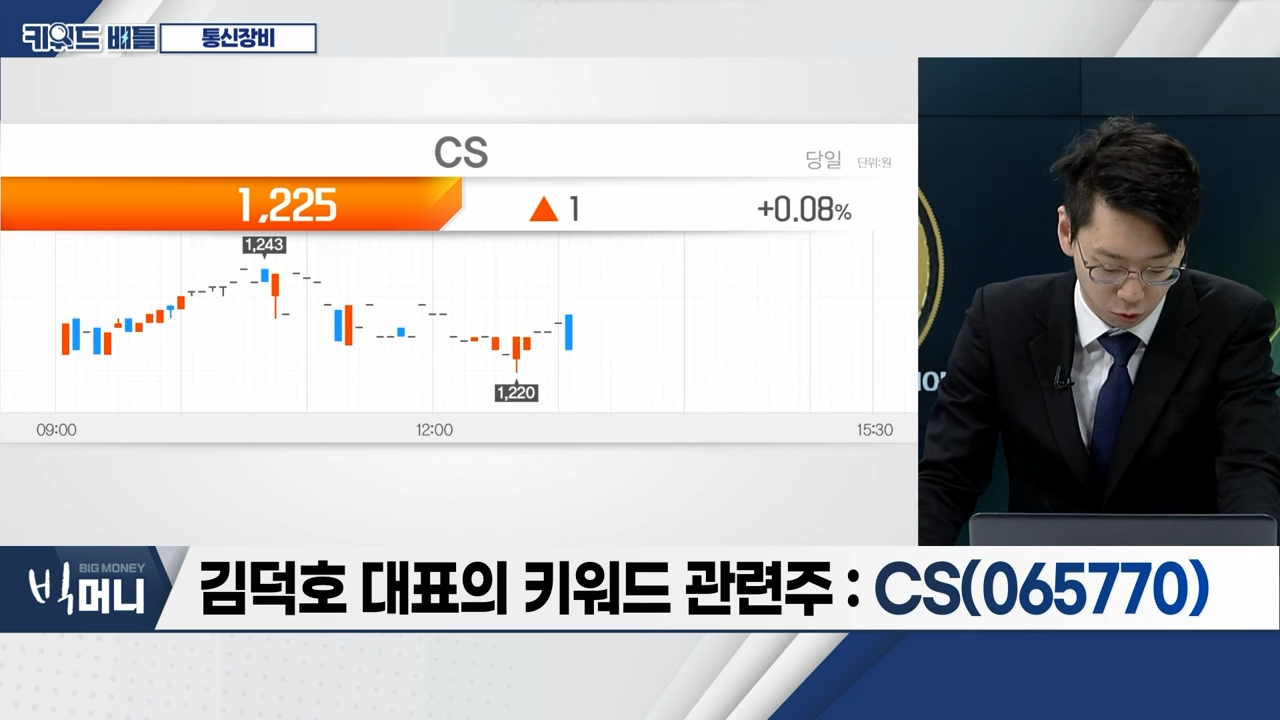 키워드 배틀
통신장비
CS
당일 단위:원
1,225 ▲ 1 +0.08%
1,243
1,220
09:00 12:00 15:30
빅머니 BIG MONEY
김덕호 대표의 키워드 관련주 : CS(065770)